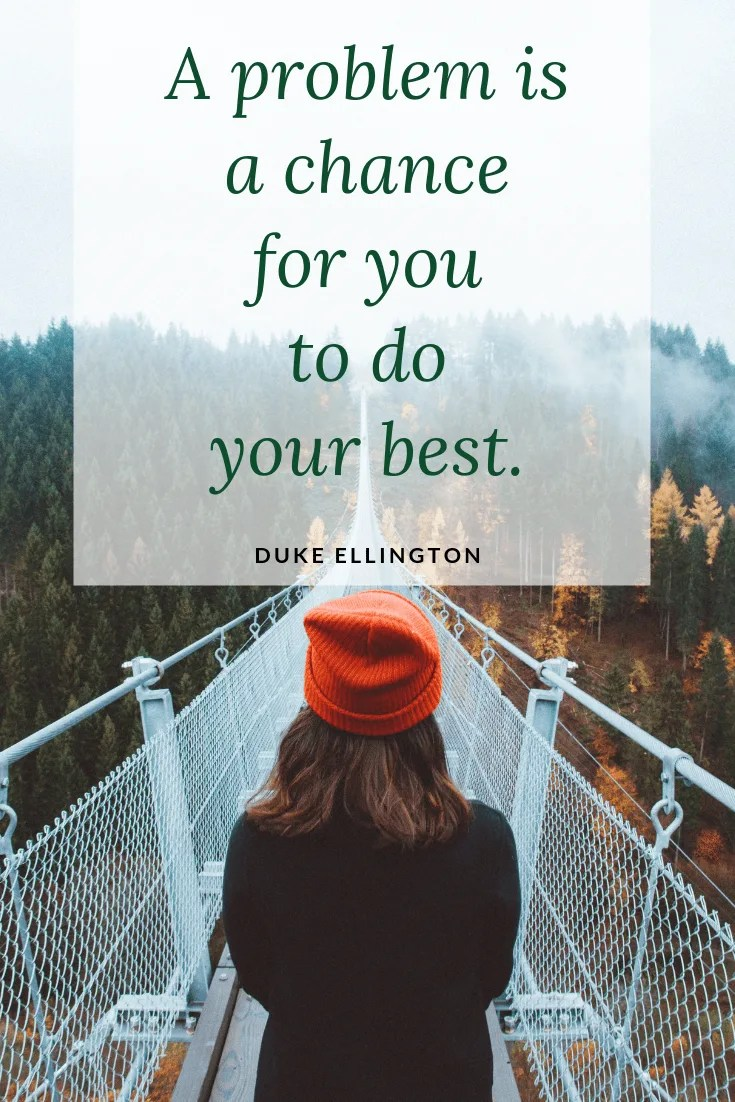 A problem is
a chance
for you
to do
your best.
DUKE ELLINGTON